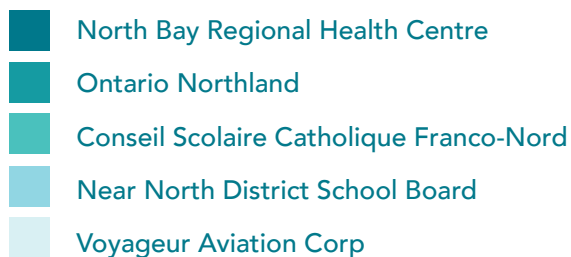 North Bay Regional Health Centre
Ontario Northland
Conseil Scolaire Catholique Franco-Nord
Near North District School Board
Voyageur Aviation Corp